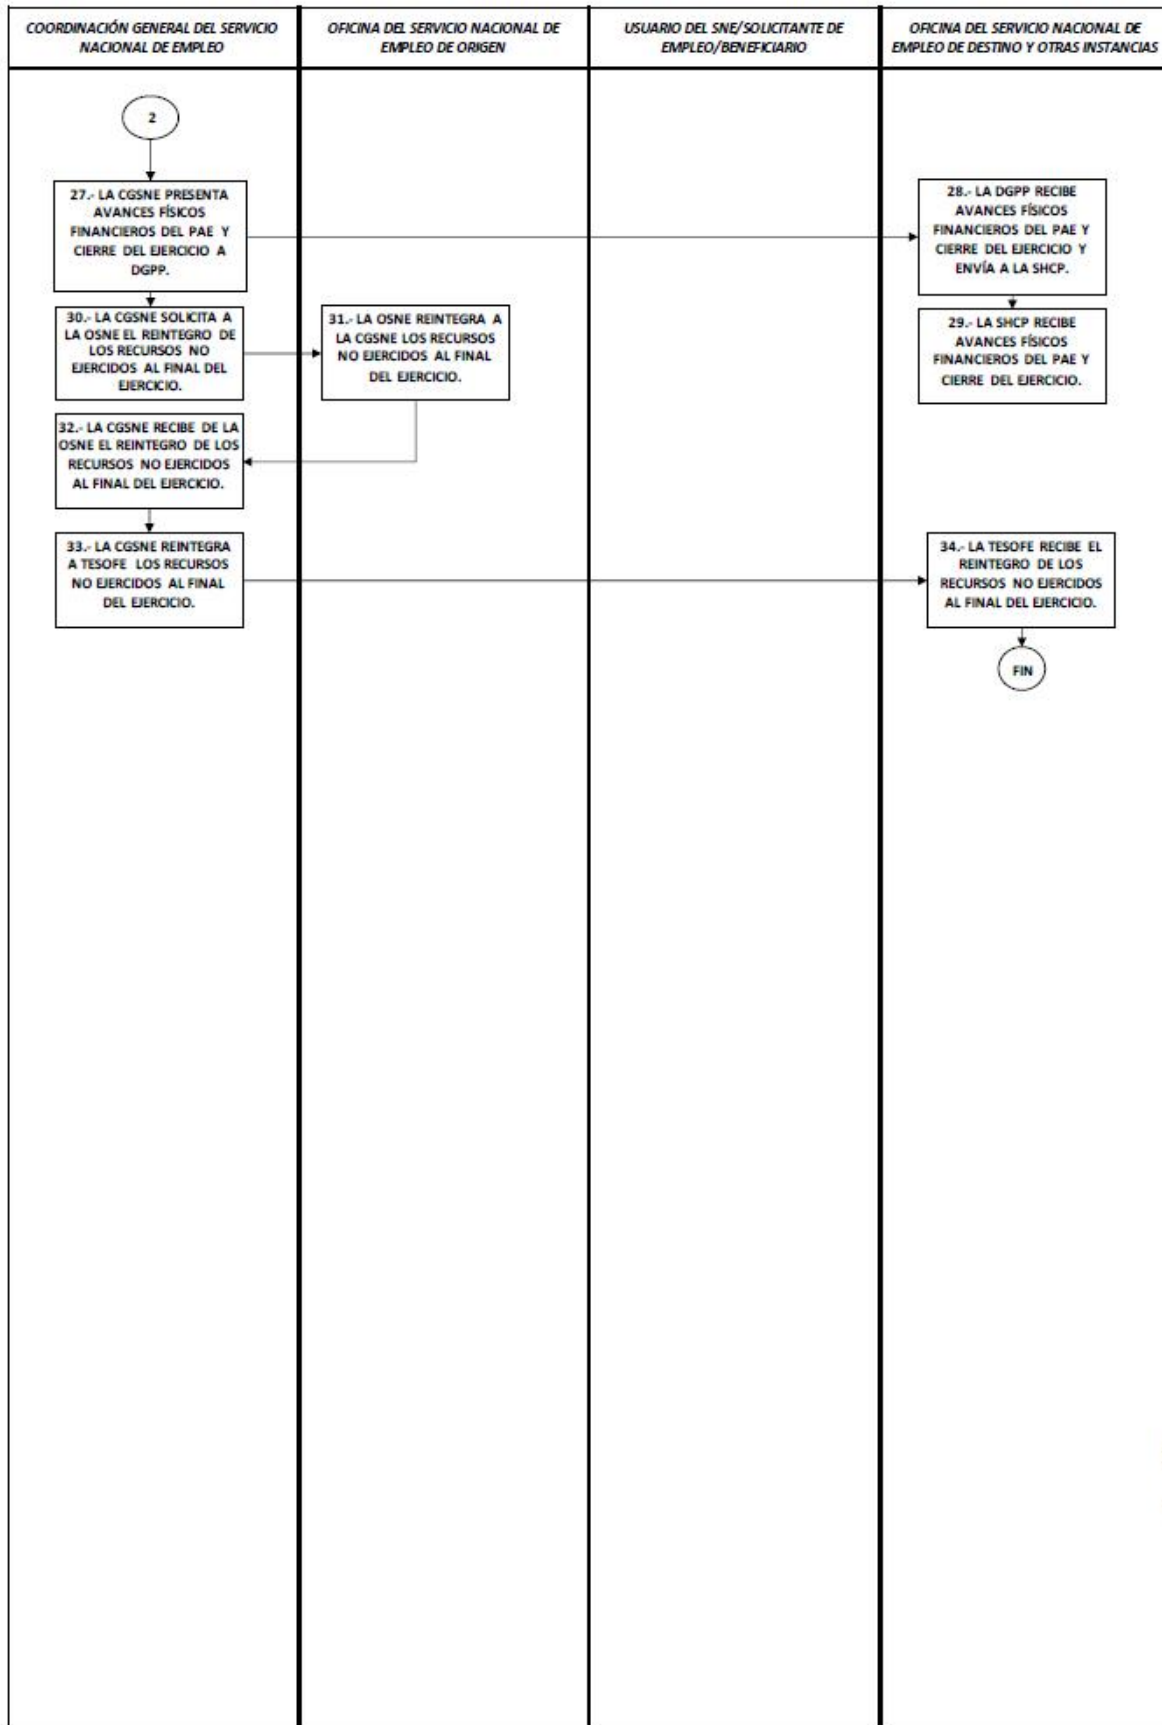 COORDINACIÓN GENERAL DEL SERVICIO
NACIONAL DE EMPLEO
OFICINA DEL SERVICIO NACIONAL DE
EMPLEO DE ORIGEN
USUARIO DEL SNE/SOLICITANTE DE
EMPLEO/BENEFICIARIO
OFICINA DEL SERVICIO NACIONAL DE
EMPLEO DE DESTINO Y OTRAS INSTANCIAS
2
27.- LA CGSNE PRESENTA
AVANCES FÍSICOS
FINANCIEROS DEL PAE Y
CIERRE DEL EJERCICIO A
DGPP.
28.- LA DGPP RECIBE
AVANCES FÍSICOS
FINANCIEROS DEL PAE Y
CIERRE DEL EJERCICIO Y
ENVÍA A LA SHCP.
29.- LA SHCP RECIBE
AVANCES FÍSICOS
FINANCIEROS DEL PAE Y
CIERRE DEL EJERCICIO.
30.- LA CGSNE SOLICITA A
LA OSNE EL REINTEGRO DE
LOS RECURSOS NO
EJERCIDOS AL FINAL DEL
EJERCICIO.
31.- LA OSNE REINTEGRA A
LA CGSNE LOS RECURSOS
NO EJERCIDOS AL FINAL
DEL EJERCICIO.
32.- LA CGSNE RECIBE DE LA
OSNE EL REINTEGRO DE LOS
RECURSOS NO EJERCIDOS
AL FINAL DEL EJERCICIO.
33.- LA CGSNE REINTEGRA
A TESOFE LOS RECURSOS
NO EJERCIDOS AL FINAL
DEL EJERCICIO.
34.- LA TESOFE RECIBE EL
REINTEGRO DE LOS
RECURSOS NO EJERCIDOS
AL FINAL DEL EJERCICIO.
FIN